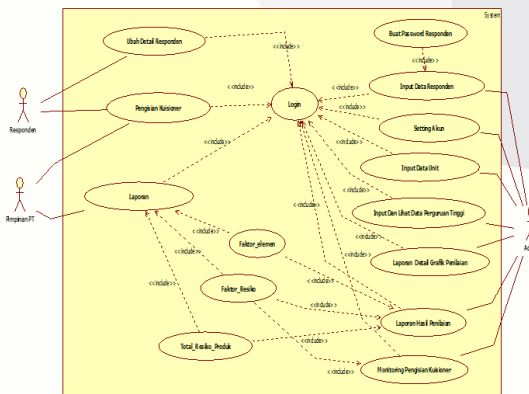 System
Ubah Detail Responden
Buat Password Responden
<<include>>
<<include>>
Input Data Responden
<<include>>
<<include>>
Pengisian Kuisioner
Login
<<include>>
Responden
Setting Akun
<<include>>
<<include>>
Input Data Unit
Laporan
<<include>>
Pimpinan PT
<<include>>
Input Dan Lihat Data Perguruan Tinggi
<<include>>
Faktor_elemen
Ad
<<include>>
Laporan Detail Grafik Penilaian
<<include>>
<<include>>
Faktor_Resiko
<<include>>
Laporan Hasil Penilaian
<<include>>
Total_Resiko_Produk
<<include>>
Monitoring Pengisian Kuisioner